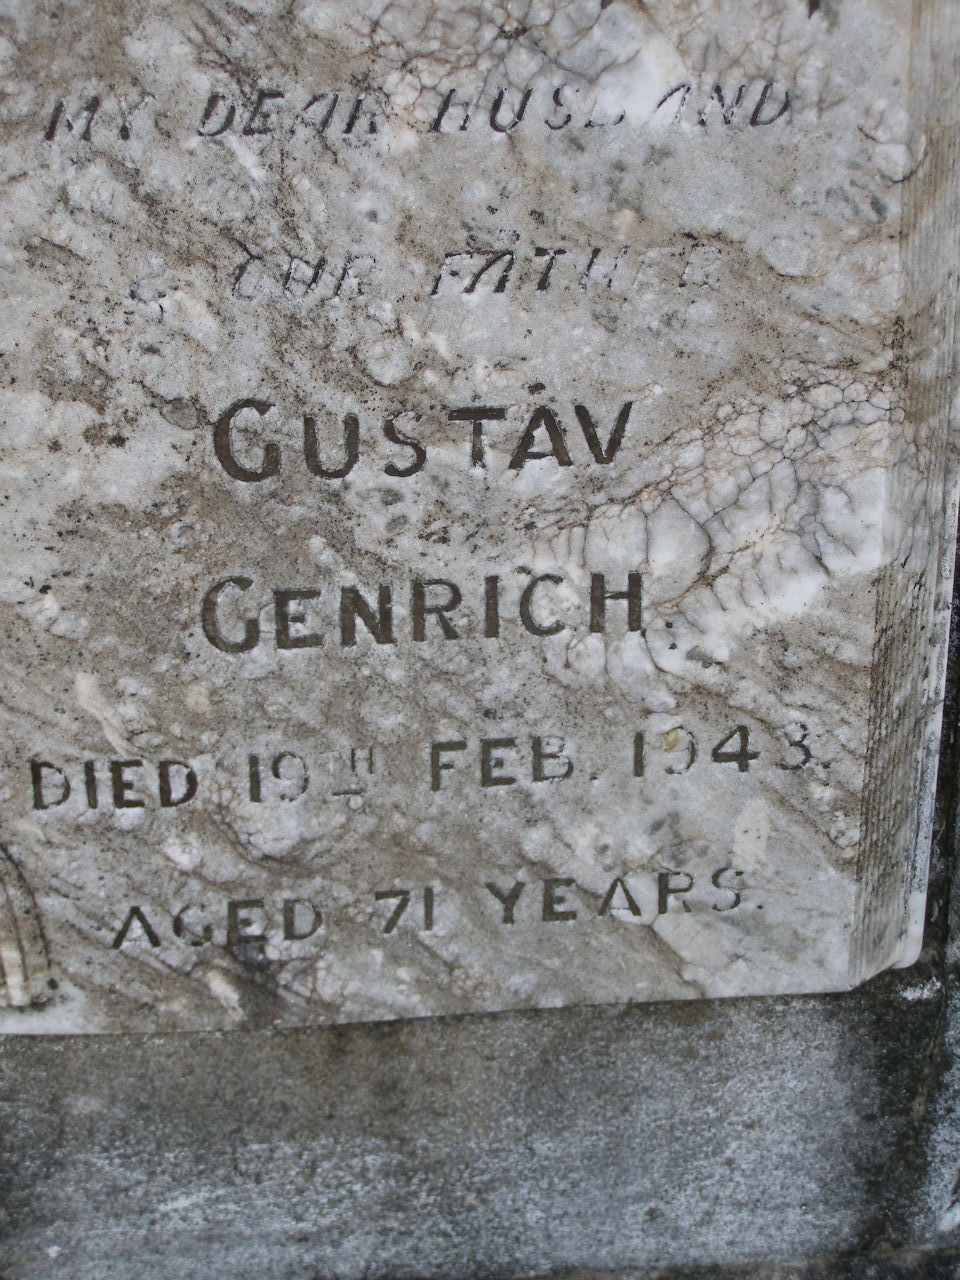 MY DEAR HUSBAND
& OUR FATHER
GUSTAV
GENRICH.
DIED 19TH FEB. 1943.
AGED 71 YEARS.